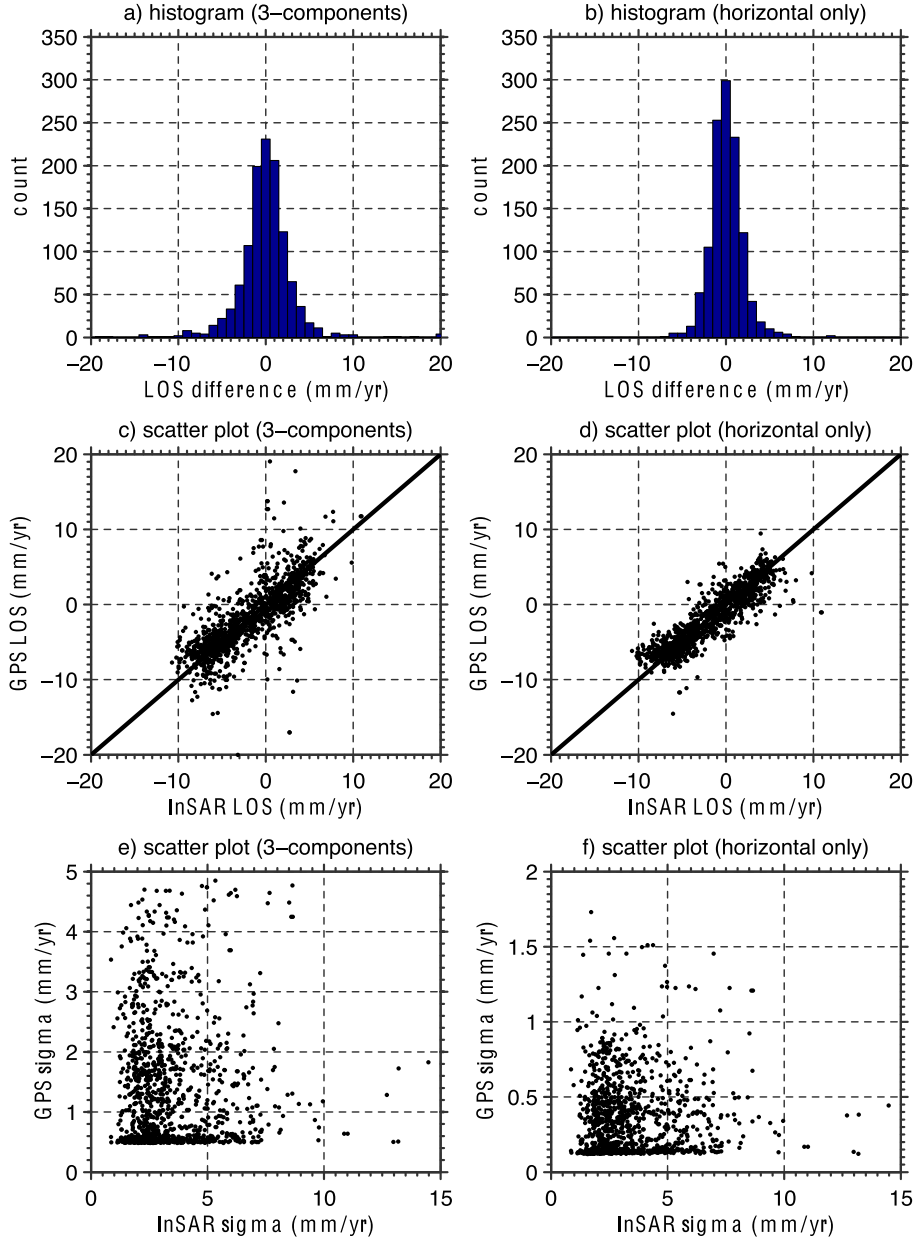 a) histogram (3−components)
b) histogram (horizontal only)
350
300
250
200
150
100
50
0
count
−20 −10 0 10 20
LOS difference (mm/yr)
350
300
250
200
150
100
50
0
count
−20 −10 0 10 20
LOS difference (mm/yr)
c) scatter plot (3−components)
d) scatter plot (horizontal only)
20
10
0
−10
−20
GPS LOS (mm/yr)
−20 −10 0 10 20
InSAR LOS (mm/yr)
20
10
0
−10
−20
GPS LOS (mm/yr)
−20 −10 0 10 20
InSAR LOS (mm/yr)
e) scatter plot (3−components)
f) scatter plot (horizontal only)
5
4
3
2
1
0
GPS sigma (mm/yr)
0 5 10 15
InSAR sigma (mm/yr)
2
1.5
1
0.5
0
GPS sigma (mm/yr)
0 5 10 15
InSAR sigma (mm/yr)